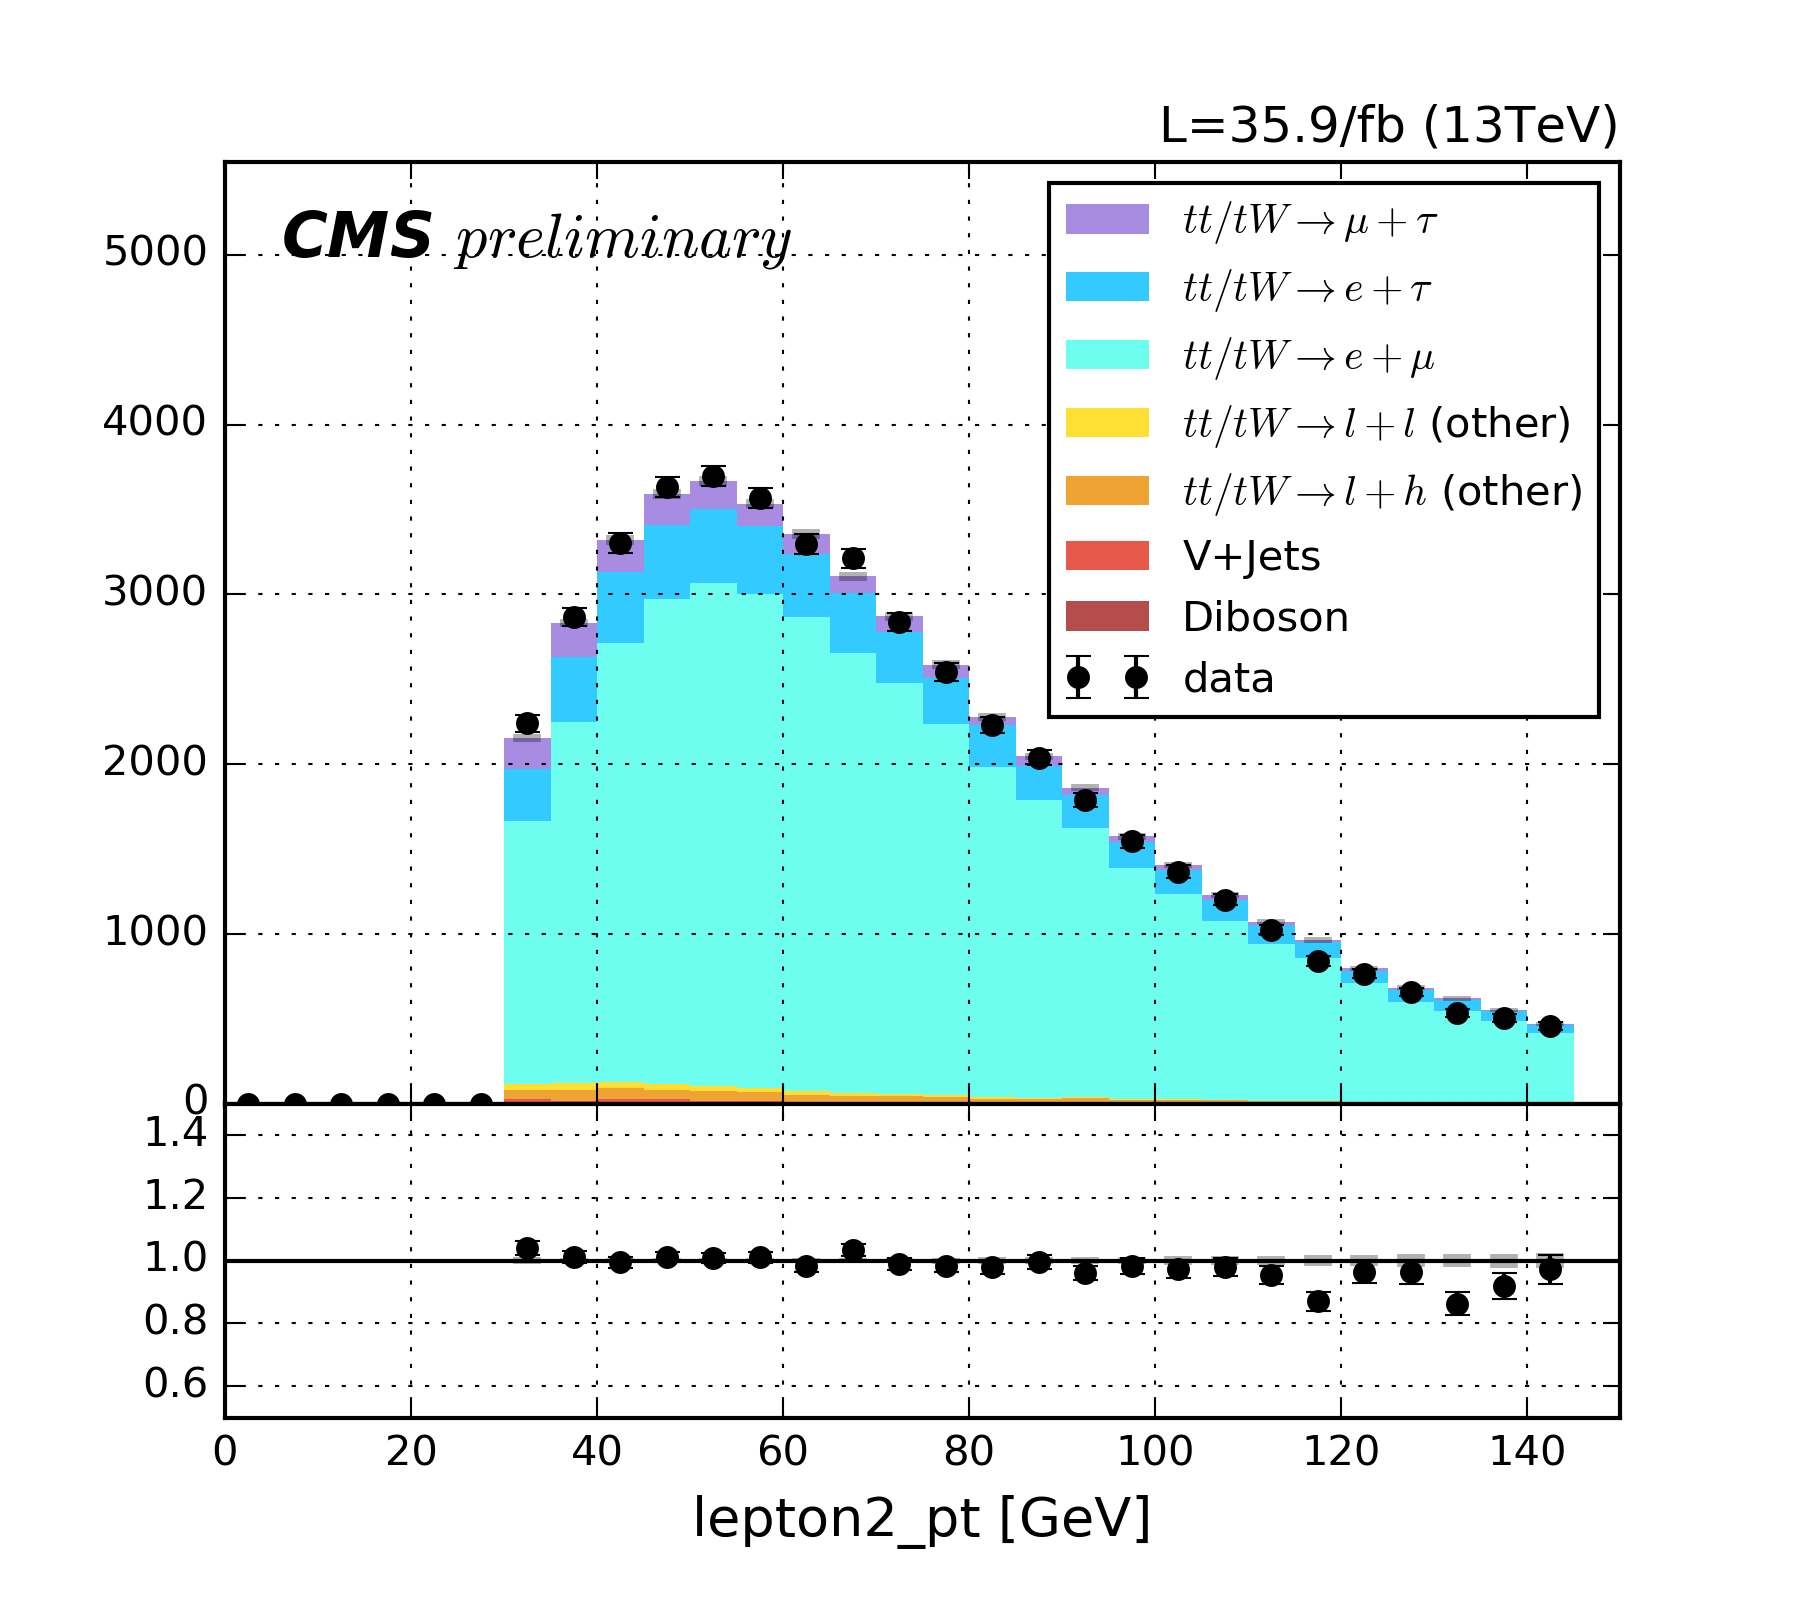 L=35.9/fb (13TeV)
CMS preliminary
tt/tW→μ+τ
tt/tW→e+τ
tt/tW→e+μ
tt/tW→l+l (other)
tt/tW→l+h (other)
V+Jets
Diboson
data
5000
4000
3000
2000
1000
0
1.4
1.2
1.0
0.8
0.6
0 20 40 60 80 100 120 140
lepton2_pt [GeV]